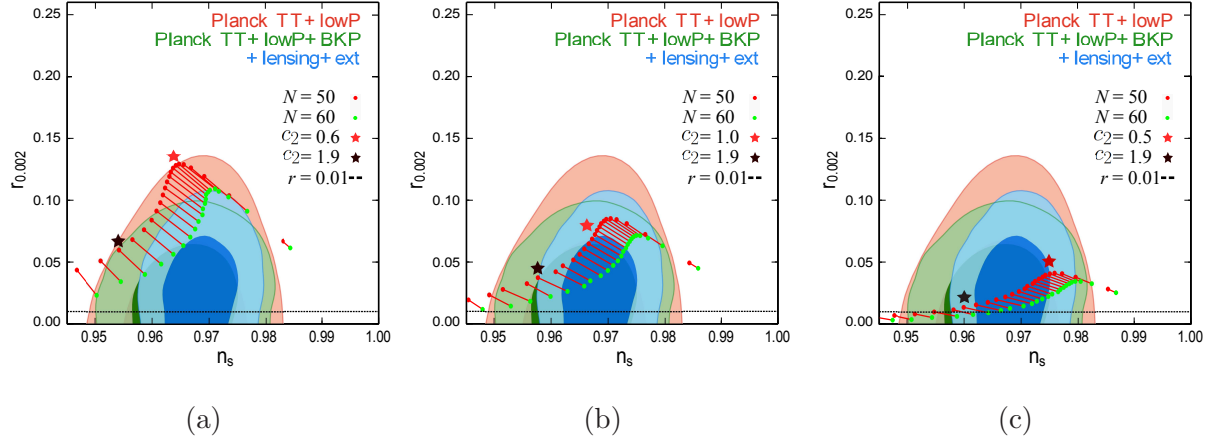 Planck TT+ lowP
Planck TT+ lowP+ BKP
+ lensing+ ext
N = 50
N = 60
c2= 0.6
c2= 1.9
r = 0.01
0.25
0.20
0.15
0.10
0.05
0.00
r0.002
0.95 0.96 0.97 0.98 0.99 1.00
ns
(a)
Planck TT+ lowP
Planck TT+ lowP+ BKP
+ lensing+ ext
N = 50
N = 60
c2= 1.0
c2= 1.9
r = 0.01
0.25
0.20
0.15
0.10
0.05
0.00
r0.002
0.95 0.96 0.97 0.98 0.99 1.00
ns
(b)
Planck TT+ lowP
Planck TT+ lowP+ BKP
+ lensing+ ext
N = 50
N = 60
c2= 0.5
c2= 1.9
r = 0.01
0.25
0.20
0.15
0.10
0.05
0.00
r0.002
0.95 0.96 0.97 0.98 0.99 1.00
ns
(c)